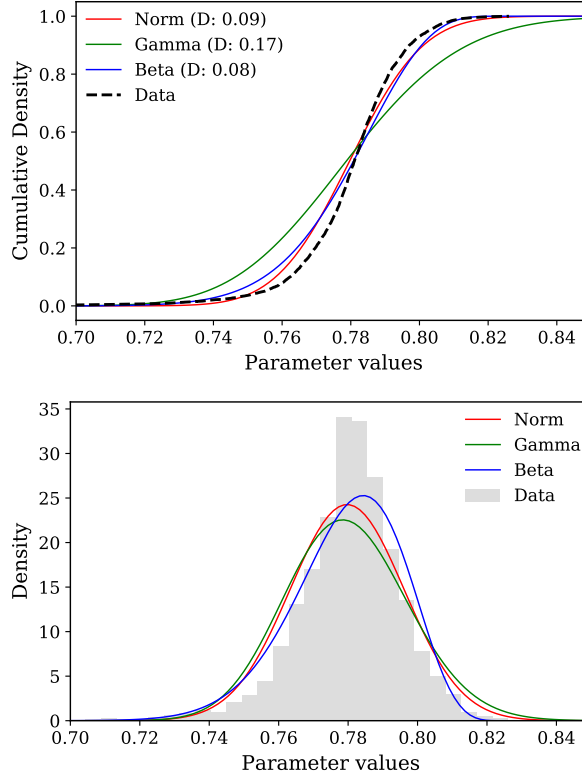 1.0
0.8
0.6
0.4
0.2
0.0
Cumulative Density
Norm (D: 0.09)
Gamma (D: 0.17)
Beta (D: 0.08)
Data
0.70 0.72 0.74 0.76 0.78 0.80 0.82 0.84
Parameter values
35
30
25
20
15
10
5
0
Density
Norm
Gamma
Beta
Data
0.70 0.72 0.74 0.76 0.78 0.80 0.82 0.84
Parameter values